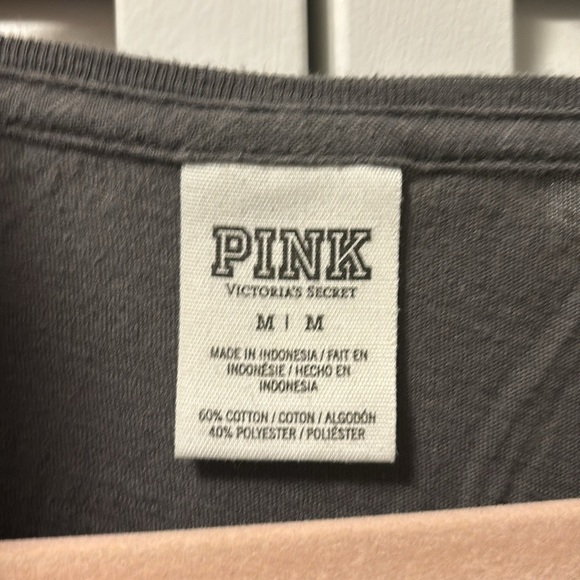 PINK
VICTORIA'S SECRET
M | M
MADE IN INDONESIA / FAIT EN
INDONÉSIE / HECHO EN
INDONESIA
60% COTTON / COTON / ALGODÓN
40% POLYESTER / POLIÉSTER